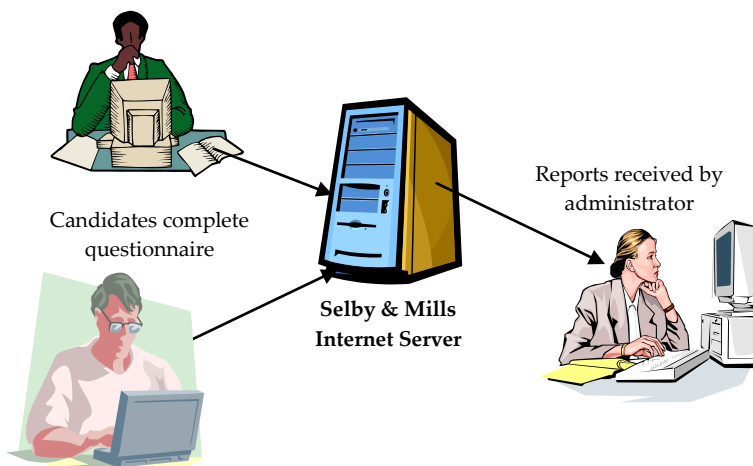 Candidates complete
questionnaire
Selby & Mills
Internet Server
Reports received by
administrator